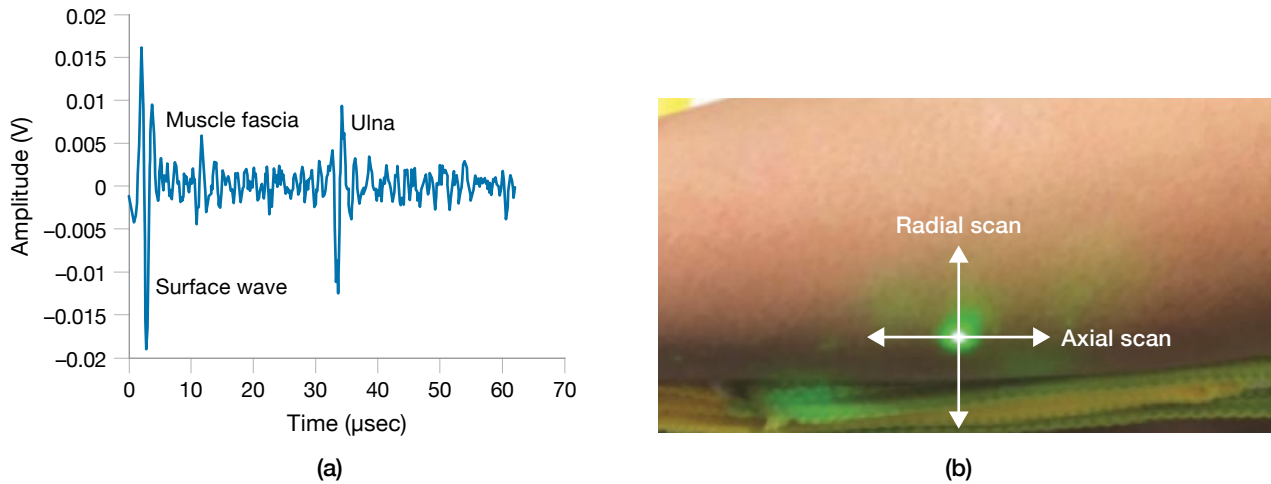 0.02
0.015
0.01
0.005
0
−0.005
−0.01
−0.015
−0.02
Amplitude (V)
Muscle fascia
Ulna
Surface wave
0 10 20 30 40 50 60 70
Time (µsec)
(a)
Radial scan
Axial scan
(b)